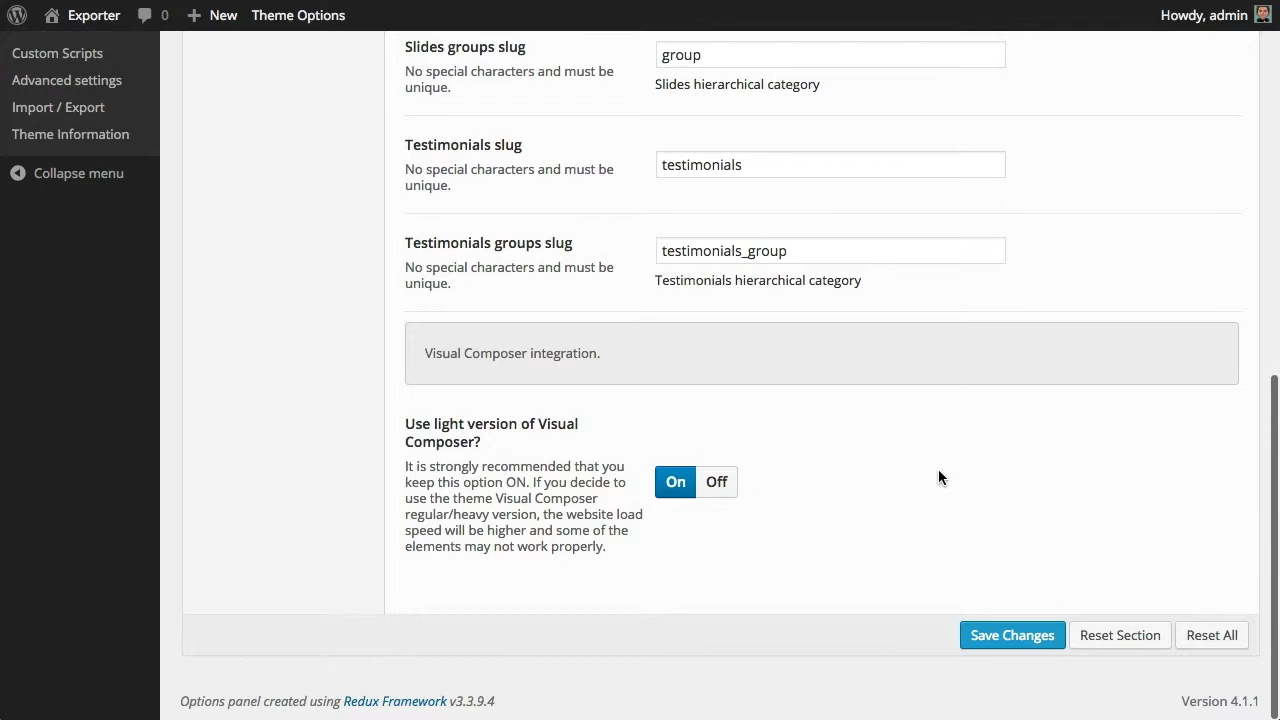 Exporter 0 New Theme Options Howdy, admin
Custom Scripts
Advanced settings
Import / Export
Theme Information
Collapse menu
Slides groups slug
No special characters and must be
unique.
group
Slides hierarchical category
Testimonials slug
No special characters and must be
unique.
testimonials
Testimonials groups slug
No special characters and must be
unique.
testimonials_group
Testimonials hierarchical category
Visual Composer integration.
Use light version of Visual
Composer?
It is strongly recommended that you
keep this option ON. If you decide to
use the theme Visual Composer
regular/heavy version, the website load
speed will be higher and some of the
elements may not work properly.
On Off
Save Changes Reset Section Reset All
Options panel created using Redux Framework v3.3.9.4
Version 4.1.1